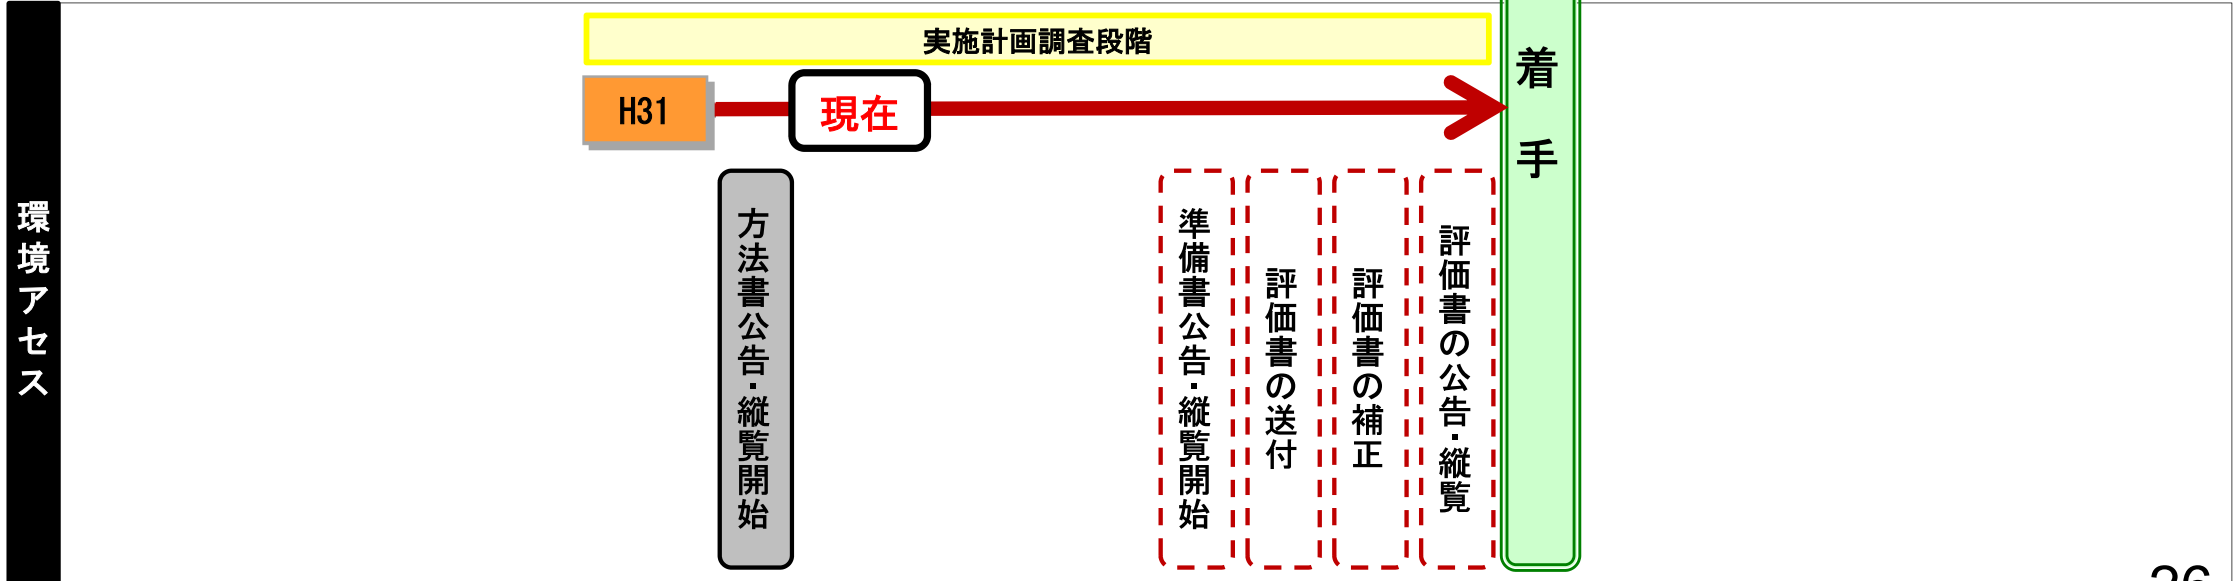 実施計画調査段階
H31
現在
着手
環境アセス
方法書公告・縦覧開始
準備書公告・縦覧開始
評価書の送付
評価書の補正
評価書の公告・縦覧